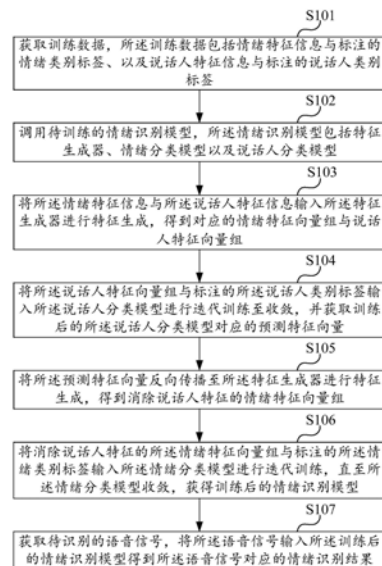 S101
获取训练数据，所述训练数据包括情绪特征信息与标注的
情绪类别标签、以及说话人特征信息与标注的说话人类别
标签
S102
调用待训练的情绪识别模型，所述情绪识别模型包括特征
生成器、情绪分类模型以及说话人分类模型
S103
将所述情绪特征信息与所述说话人特征信息输入所述特征
生成器进行特征生成，得到对应的情绪特征向量组与说话
人特征向量组
S104
将所述说话人特征向量组与标注的所述说话人类别标签输
入所述说话人分类模型进行迭代训练至收敛，并获取训练
后的所述说话人分类模型对应的预测特征向量
S105
将所述预测特征向量反向传播至所述特征生成器进行特征
生成，得到消除说话人特征的情绪特征向量组
S106
将消除说话人特征的所述情绪特征向量组与标注的所述情
绪类别标签输入所述情绪分类模型进行迭代训练，直至所
述情绪分类模型收敛，获得训练后的情绪识别模型
S107
获取待识别的语音信号，将所述语音信号输入所述训练后
的情绪识别模型得到所述语音信号对应的情绪识别结果